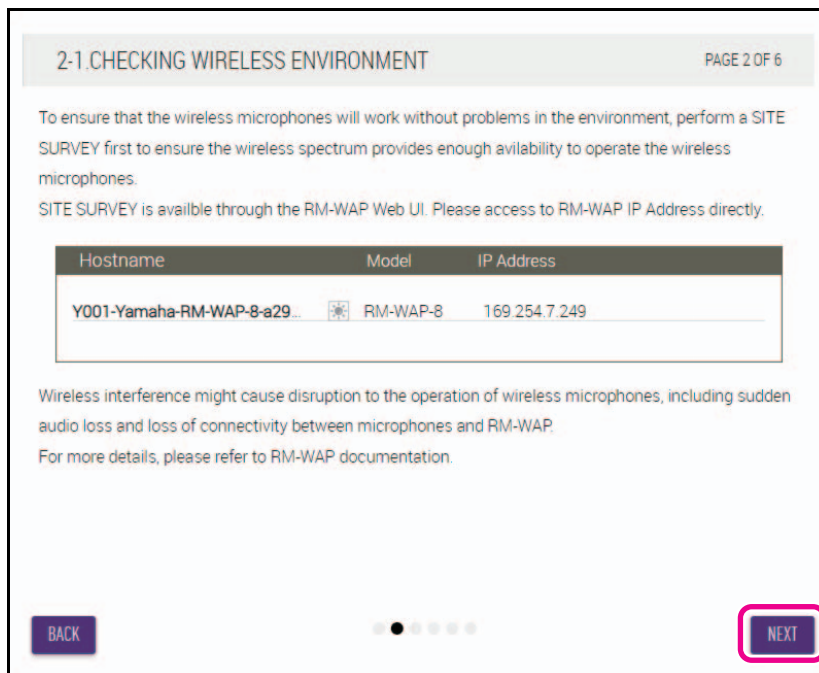 2-1.CHECKING WIRELESS ENVIRONMENT PAGE 2 OF 6
To ensure that the wireless microphones will work without problems in the environment, perform a SITE
SURVEY first to ensure the wireless spectrum provides enough avilability to operate the wireless
microphones.
SITE SURVEY is availble through the RM-WAP Web UI. Please access to RM-WAP IP Address directly.
Hostname Model IP Address
Y001-Yamaha-RM-WAP-8-a29... RM-WAP-8 169.254.7.249
Wireless interference might cause disruption to the operation of wireless microphones, including sudden
audio loss and loss of connectivity between microphones and RM-WAP.
For more details, please refer to RM-WAP documentation.
BACK NEXT